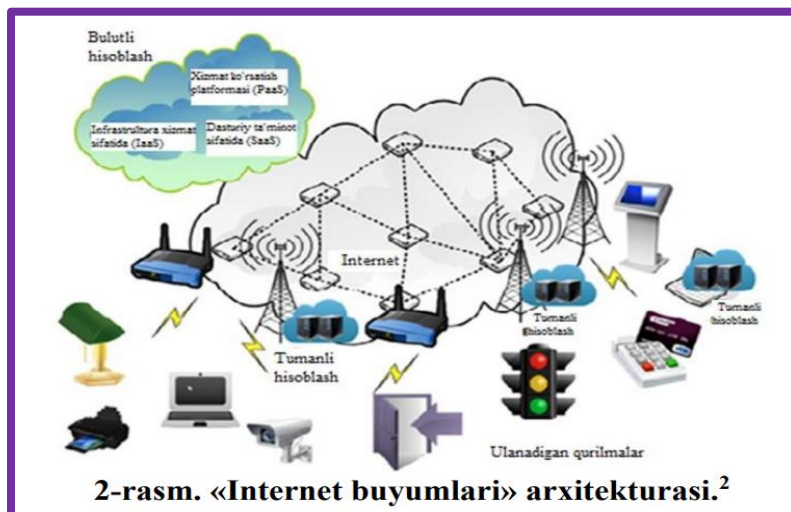 Bulutli
hisoblash
Xizmat ko'rsatish
platformasi (PaaS)
Infrastruktura xizmat
sifatida (IaaS)
Dasturiy ta'minot
sifatida (SaaS)
Internet
Tumanli
hisoblash
Tumanli
hisoblash
Tumanli
hisoblash
Ulanadigan qurilmalar
2-rasm. «Internet buyumlari» arxitekturasi.²